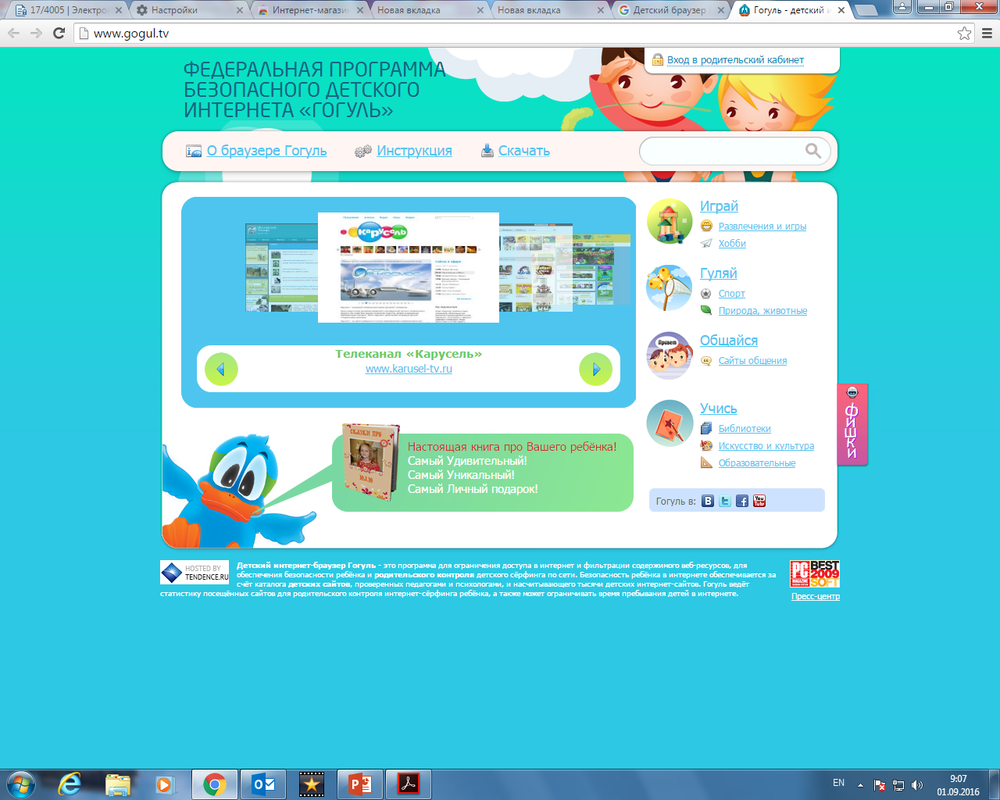 17/4005 | Электро
Настройки
Интернет-магази
Новая вкладка
Новая вкладка
Детский браузер
Гогуль - детский и
www.gogul.tv
ФЕДЕРАЛЬНАЯ ПРОГРАММА
БЕЗОПАСНОГО ДЕТСКОГО
ИНТЕРНЕТА «ГОГУЛЬ»
Вход в родительский кабинет
О браузере Гогуль
Инструкция
Скачать
карусель
Телеканал «Карусель»
www.karusel-tv.ru
Играй
Развлечения и игры
Хобби
Гуляй
Спорт
Природа, животные
Привет
Общайся
Сайты общения
Учись
Библиотеки
Искусство и культура
Образовательные
ФИШКИ
СКАЗКИ ПРО
ЮЛЮ
Настоящая книга про Вашего ребёнка!
Самый Удивительный!
Самый Уникальный!
Самый Личный подарок!
Гогуль в:
You
Tube
HOSTED BY
TENDENCE.RU
Детский интернет-браузер Гогуль - это программа для ограничения доступа в интернет и фильтрации содержимого веб-ресурсов, для
обеспечения безопасности ребёнка и родительского контроля детского сёрфинга по сети. Безопасность ребёнка в интернете обеспечивается за
счёт каталога детских сайтов, проверенных педагогами и психологами, и насчитывающего тысячи детских интернет-сайтов. Гогуль ведёт
статистику посещённых сайтов для родительского контроля интернет-сёрфинга ребёнка, а также может ограничивать время пребывания детей в интернете.
PC MAGAZINE
BEST
2009
SOFT
Пресс-центр
EN
9:07
01.09.2016